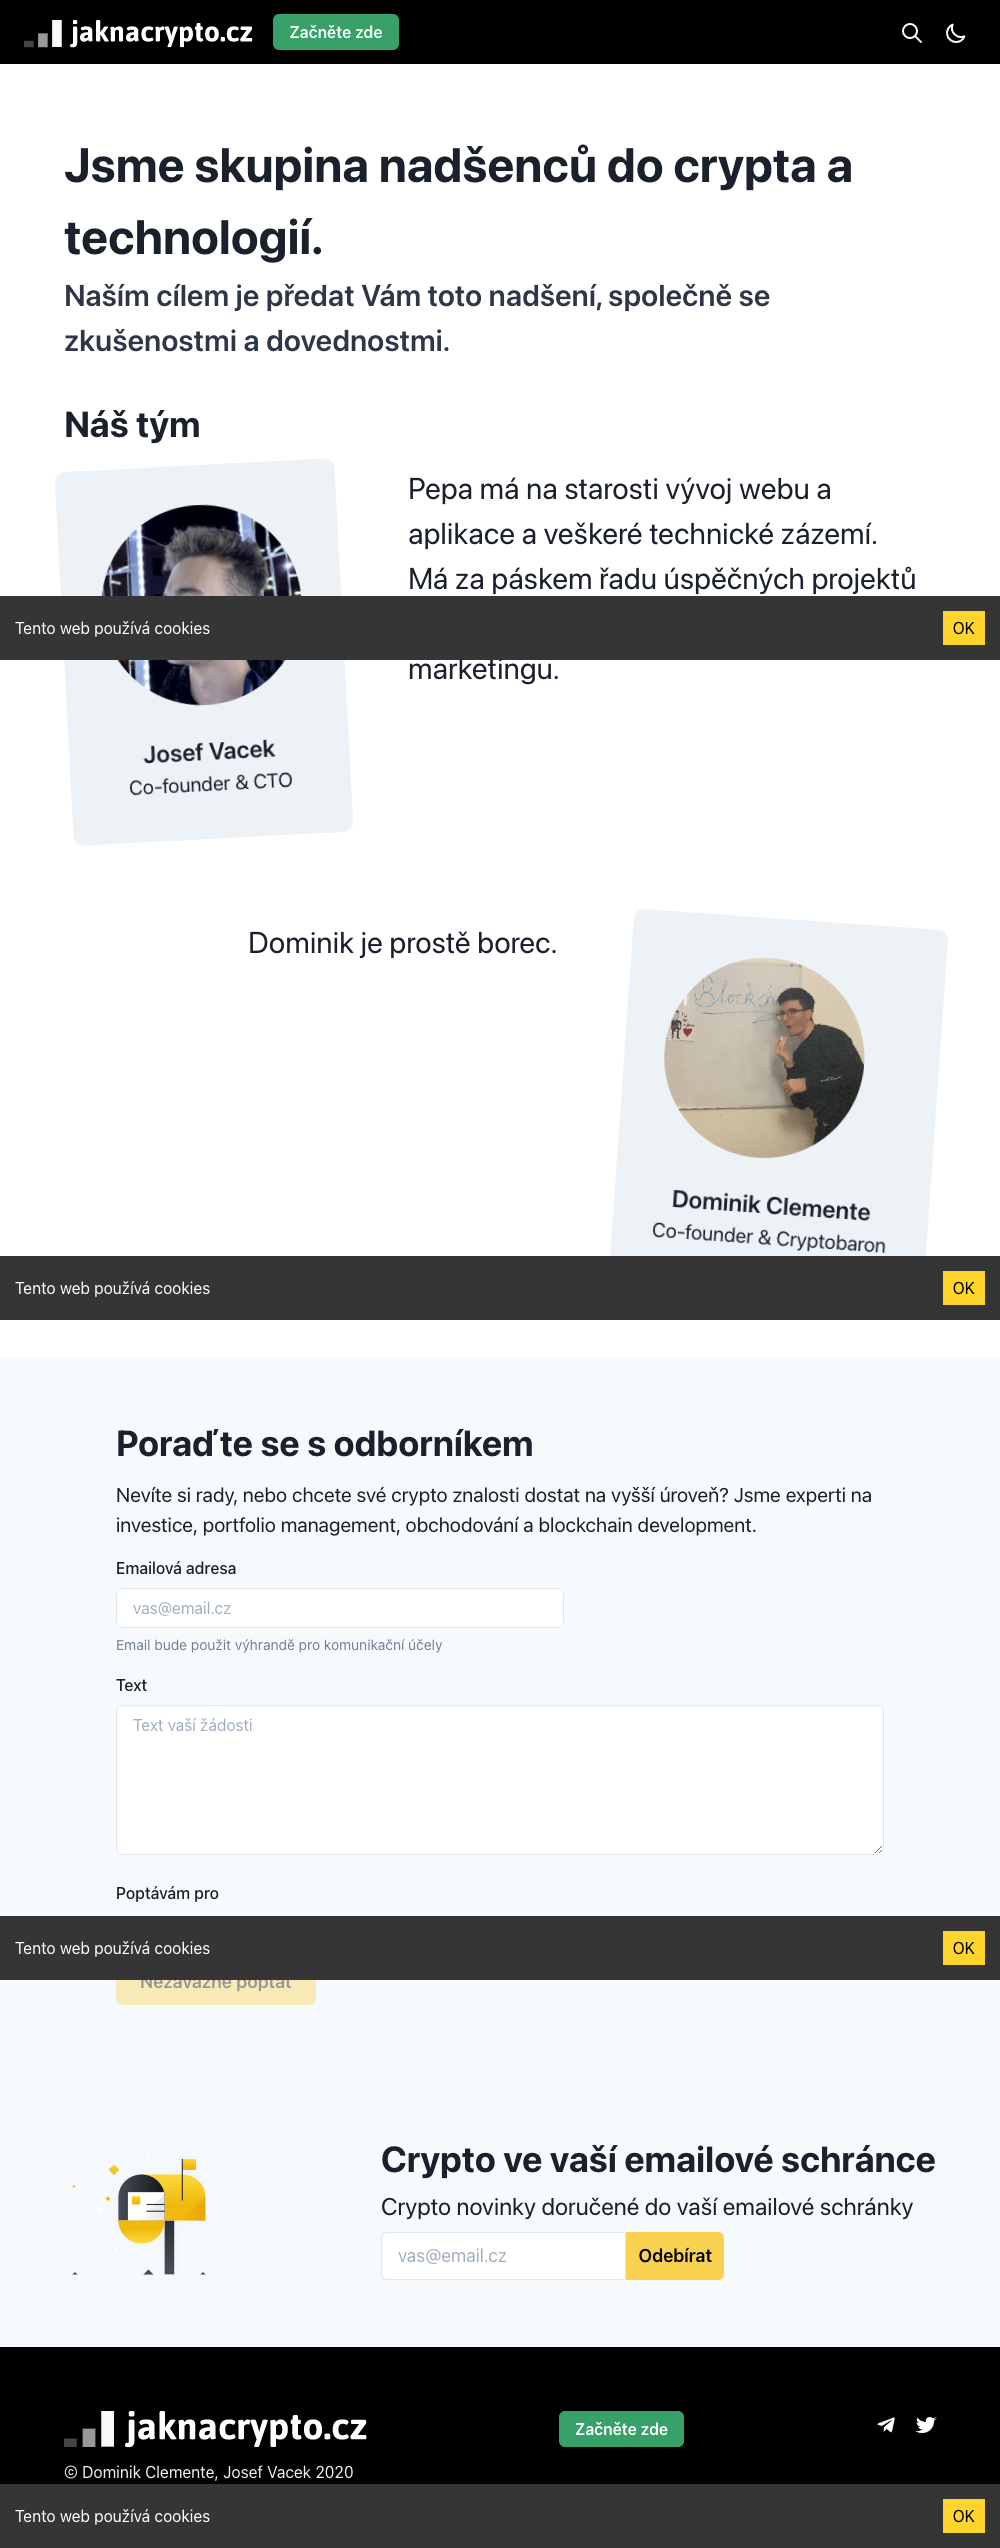 jaknacrypto.cz Začněte zde
Jsme skupina nadšenců do crypta a
technologií.
Naším cílem je předat Vám toto nadšení, společně se
zkušenostmi a dovednostmi.
Náš tým
Pepa má na starosti vývoj webu a
aplikace a veškeré technické zázemí.
Má za páskem řadu úspěčných projektů
Tento web používá cookies OK
marketingu.
Josef Vacek
Co-founder & CTO
Dominik je prostě borec.
Blockch
Dominik Clemente
Co-founder & Cryptobaron
Tento web používá cookies OK
Poraďte se s odborníkem
Nevíte si rady, nebo chcete své crypto znalosti dostat na vyšší úroveň? Jsme experti na
investice, portfolio management, obchodování a blockchain development.
Emailová adresa
vas@email.cz
Email bude použit výhrandě pro komunikační účely
Text
Text vaší žádosti
Poptávám pro
Tento web používá cookies OK
Nezávazně poptat
Crypto ve vaší emailové schránce
Crypto novinky doručené do vaší emailové schránky
vas@email.cz Odebírat
jaknacrypto.cz Začněte zde
© Dominik Clemente, Josef Vacek 2020
Tento web používá cookies OK